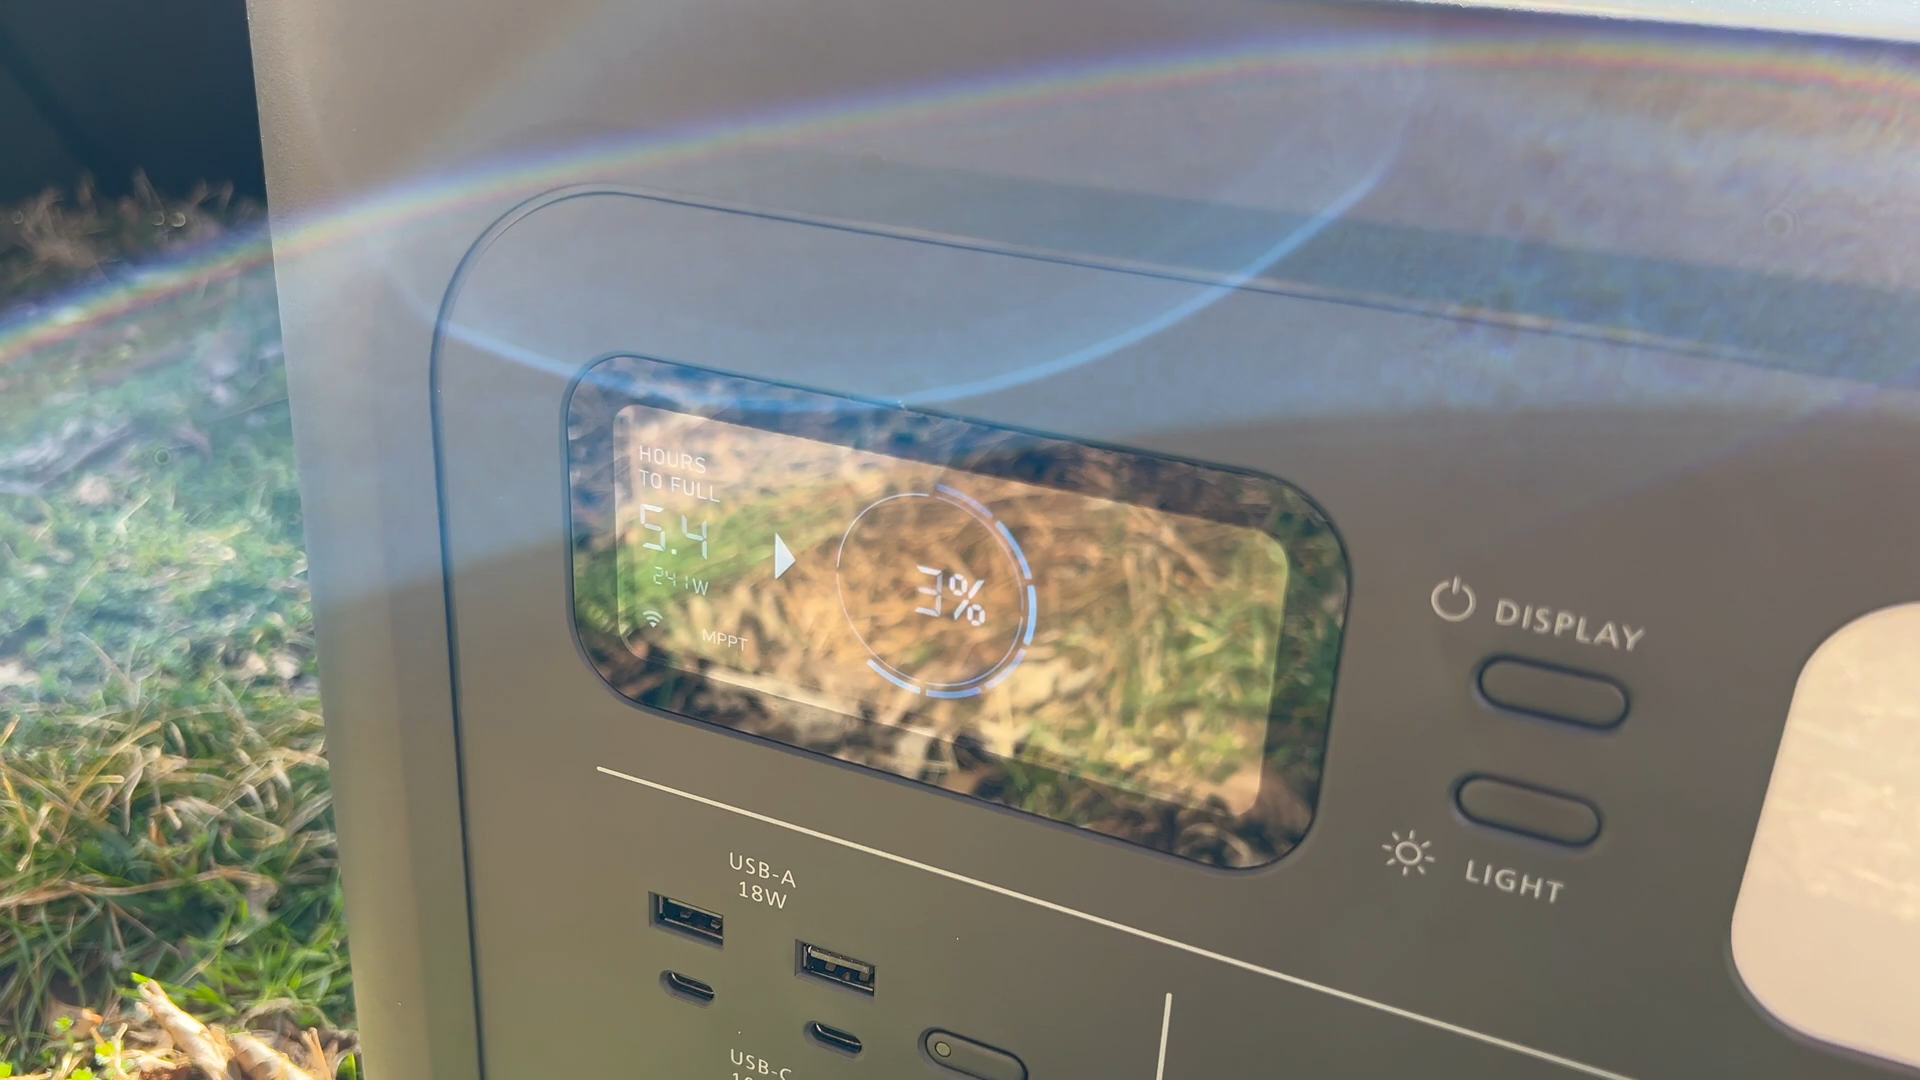 HOURS
TO FULL
5.4
241W
MPPT
3%
DISPLAY
LIGHT
USB-A
18W
USB-C